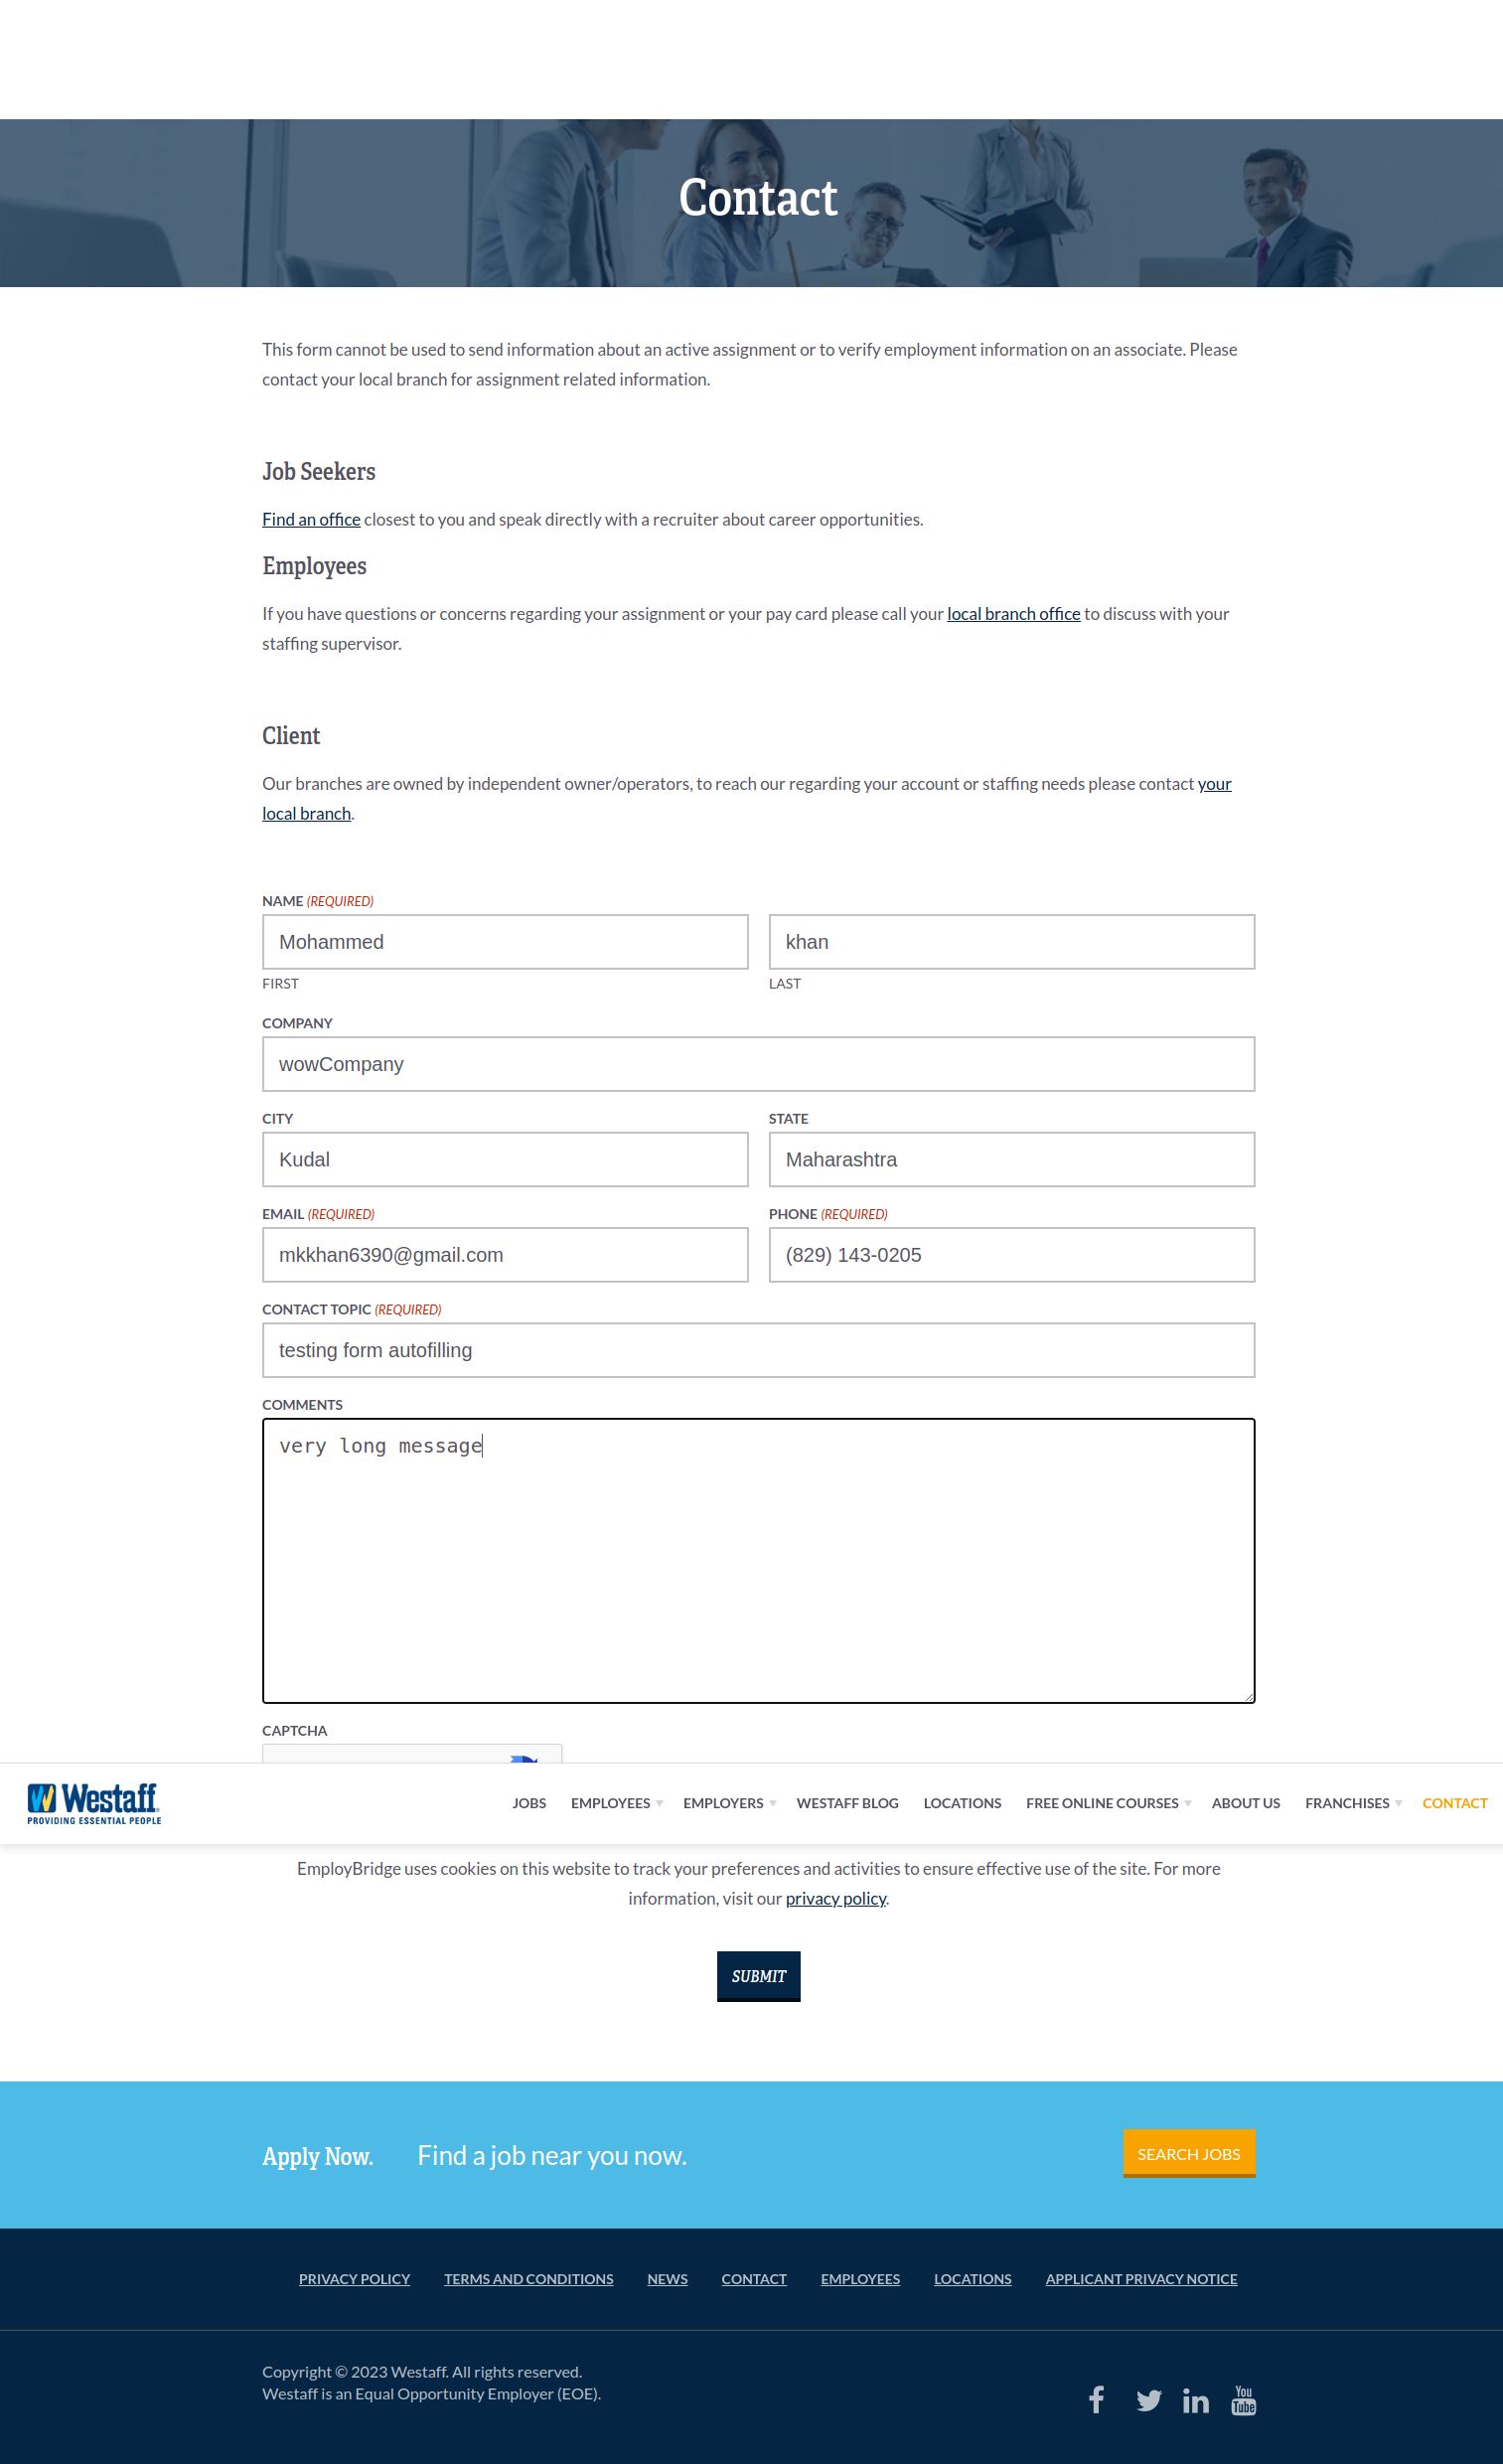 Contact
This form cannot be used to send information about an active assignment or to verify employment information on an associate. Please
contact your local branch for assignment related information.
Job Seekers
Find an office closest to you and speak directly with a recruiter about career opportunities.
Employees
If you have questions or concerns regarding your assignment or your pay card please call your local branch office to discuss with your
staffing supervisor.
Client
Our branches are owned by independent owner/operators, to reach our regarding your account or staffing needs please contact your
local branch.
NAME (REQUIRED)
Mohammed khan
FIRST LAST
COMPANY
wowCompany
CITY STATE
Kudal Maharashtra
EMAIL (REQUIRED) PHONE (REQUIRED)
mkkhan6390@gmail.com (829) 143-0205
CONTACT TOPIC (REQUIRED)
testing form autofilling
COMMENTS
very long message
CAPTCHA
Westaff
PROVIDING ESSENTIAL PEOPLE
JOBS EMPLOYEES EMPLOYERS WESTAFF BLOG LOCATIONS FREE ONLINE COURSES ABOUT US FRANCHISES CONTACT
EmployBridge uses cookies on this website to track your preferences and activities to ensure effective use of the site. For more
information, visit our privacy policy.
SUBMIT
Apply Now. Find a job near you now. SEARCH JOBS
PRIVACY POLICY TERMS AND CONDITIONS NEWS CONTACT EMPLOYEES LOCATIONS APPLICANT PRIVACY NOTICE
Copyright © 2023 Westaff. All rights reserved.
Westaff is an Equal Opportunity Employer (EOE).
You
Tube